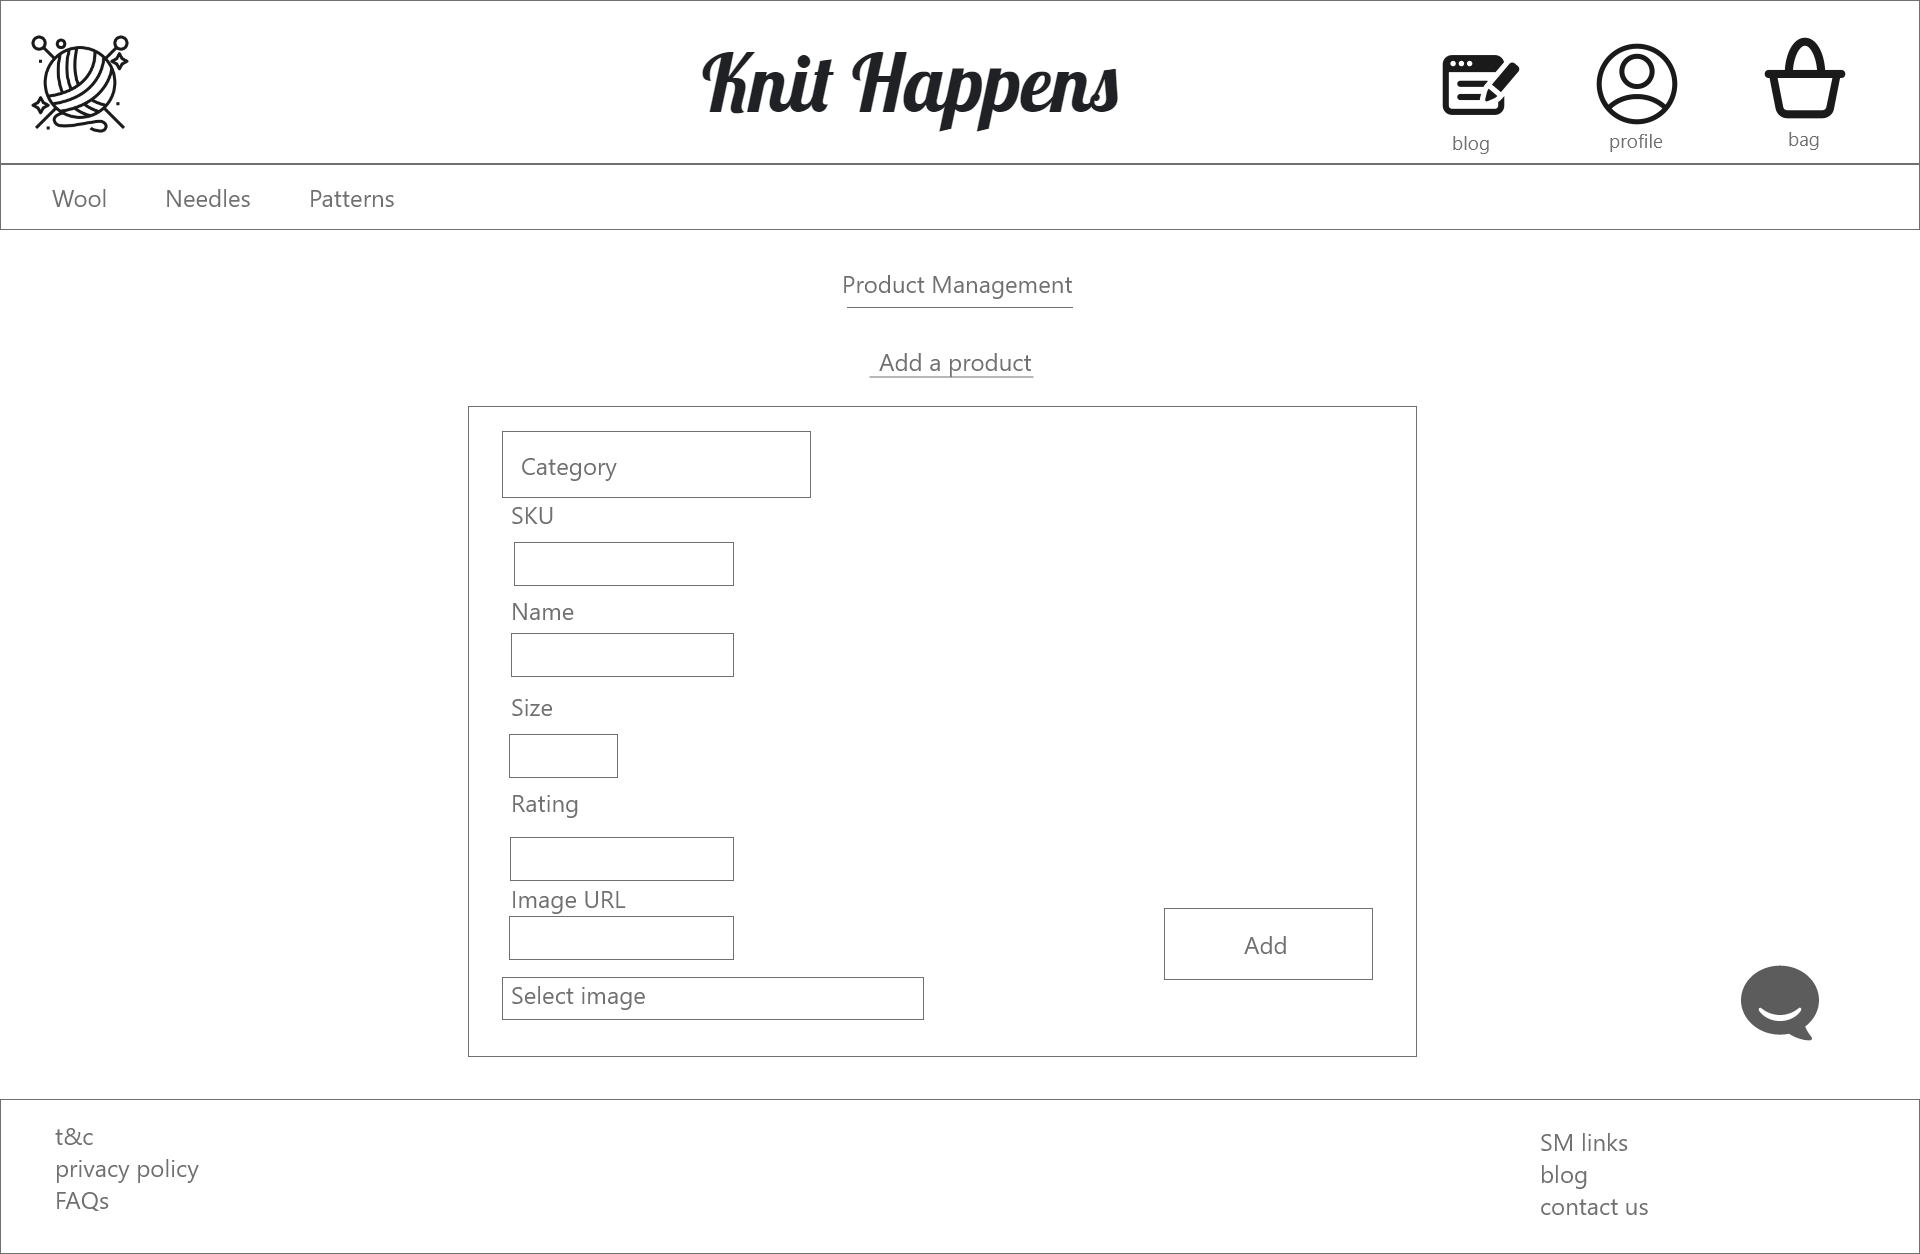 Knit Happens
blog
profile
bag
Wool
Needles
Patterns
Product Management
Add a product
Category
SKU
Name
Size
Rating
Image URL
Select image
Add
t&c
privacy policy
FAQs
SM links
blog
contact us